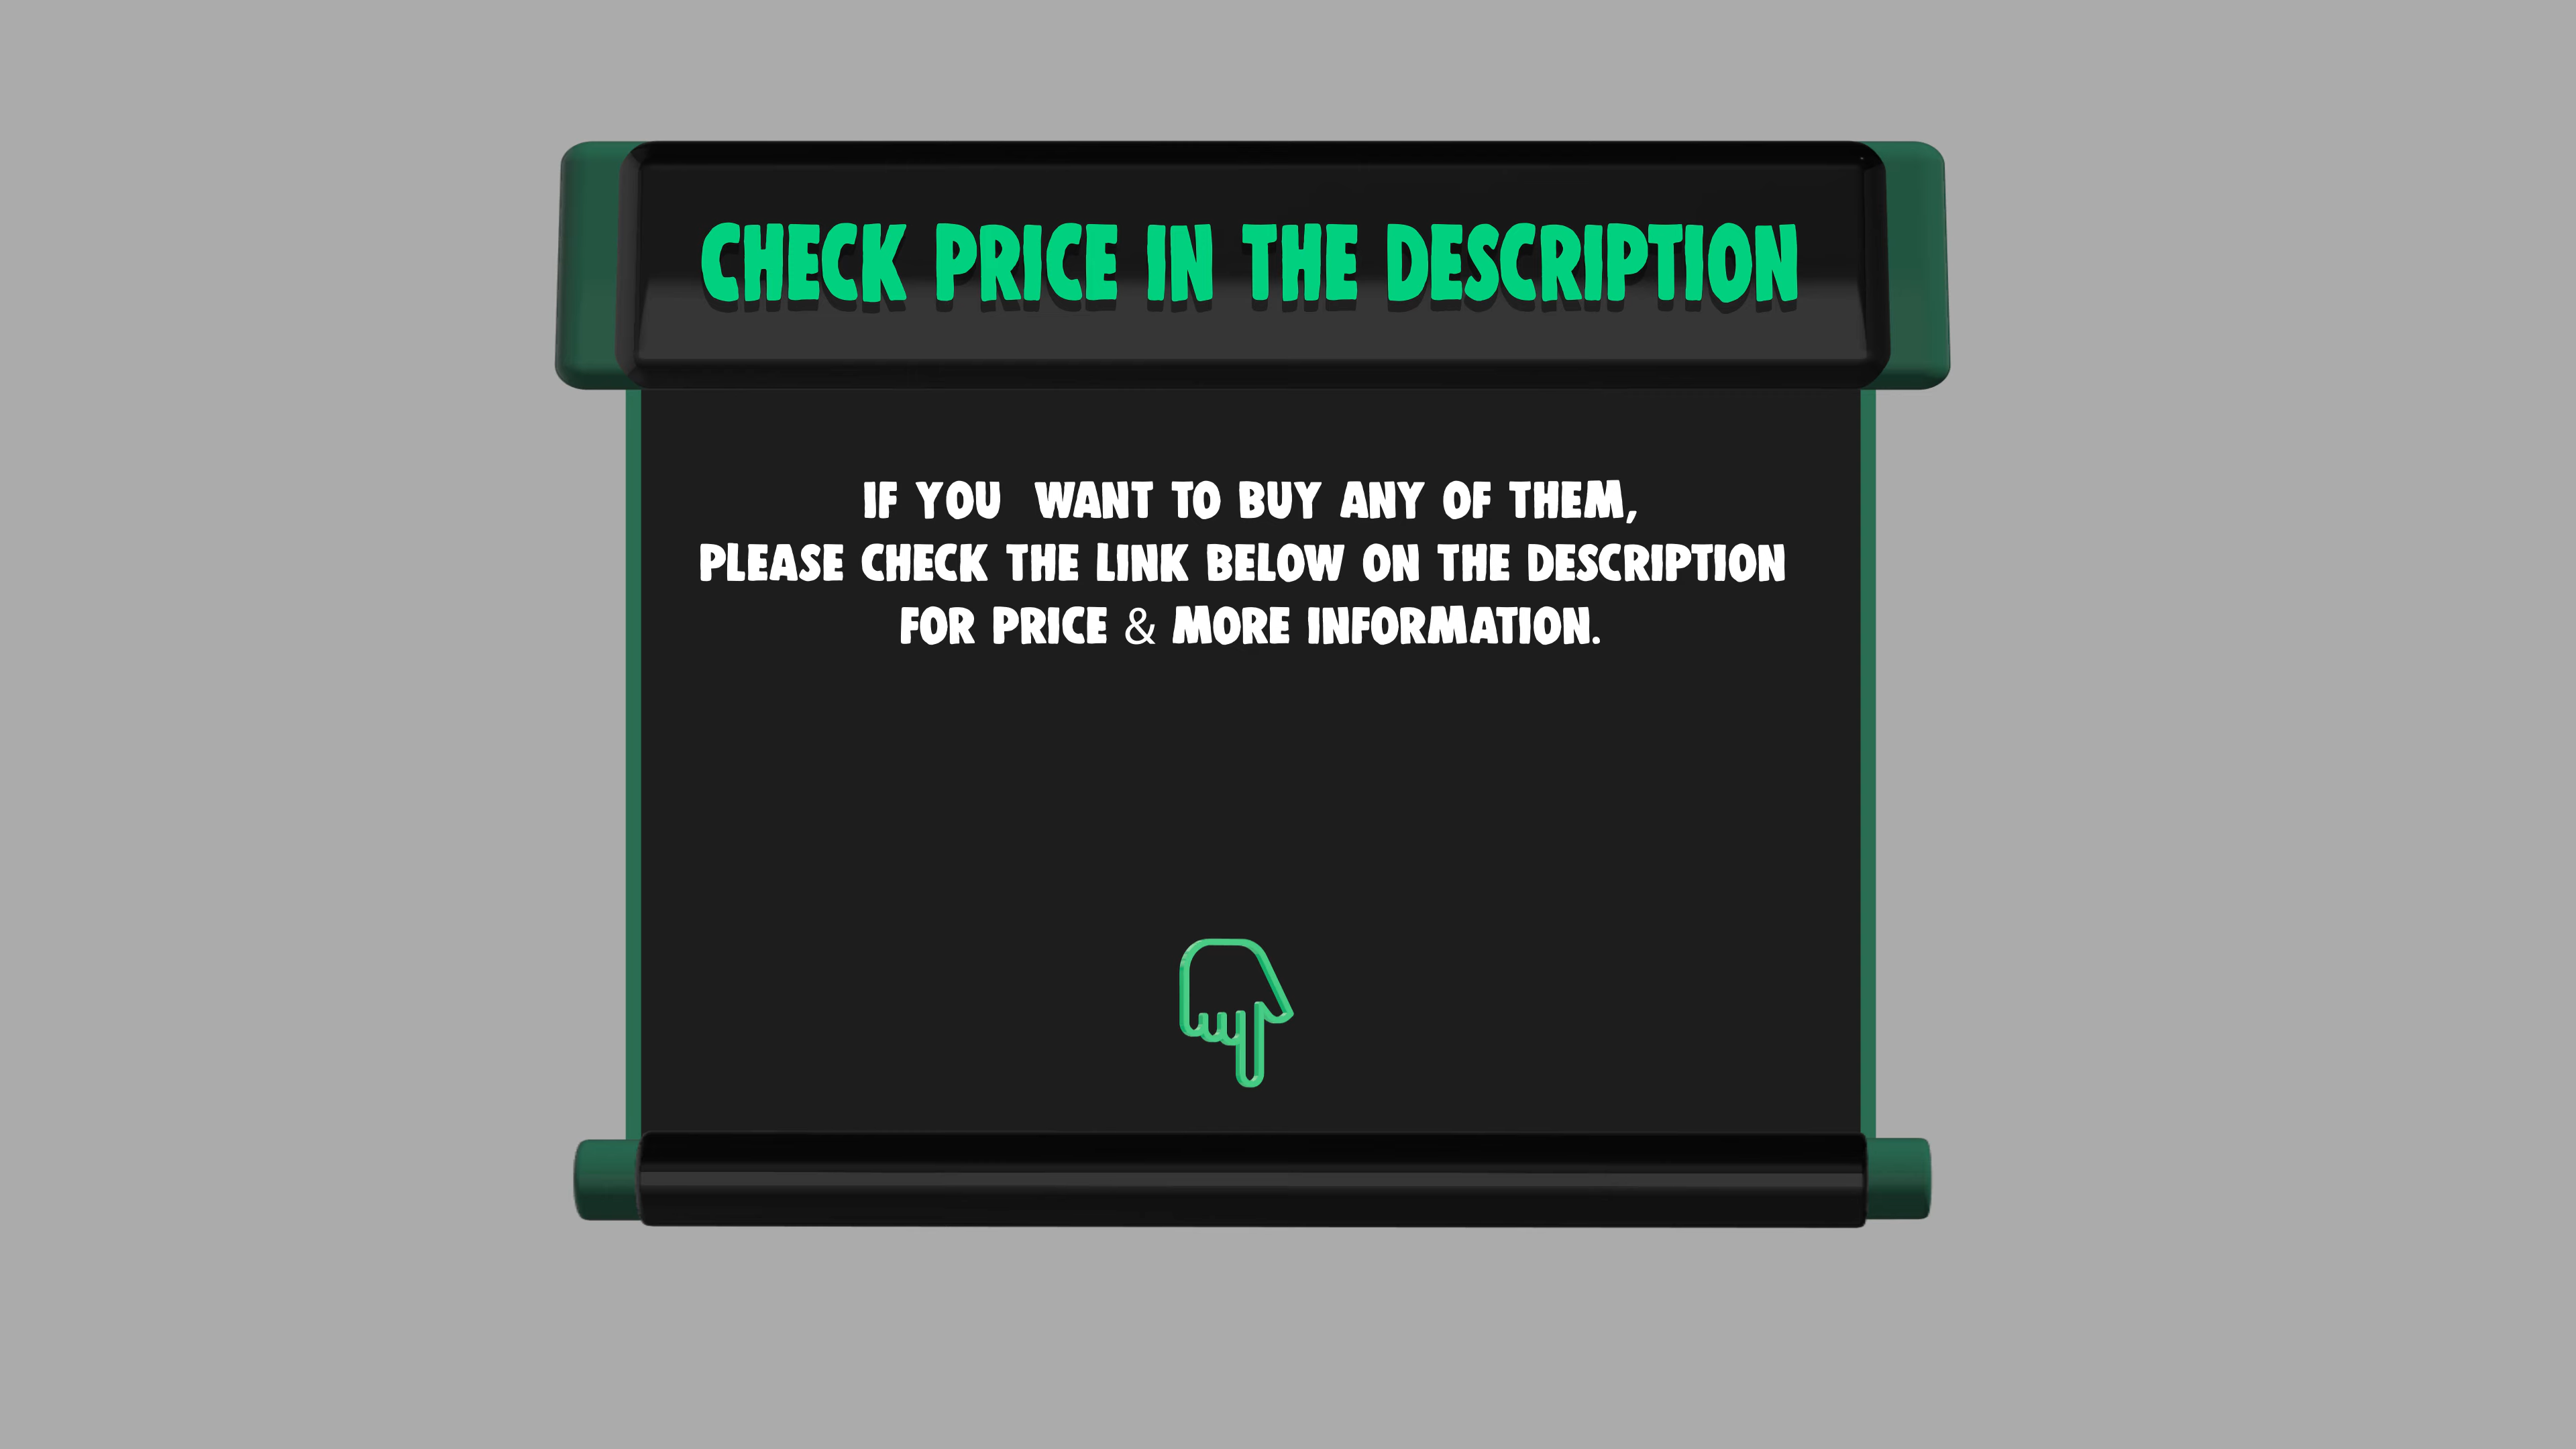 CHECK PRICE IN THE DESCRIPTION
IF YOU  WANT TO BUY ANY OF THEM,
PLEASE CHECK THE LINK BELOW ON THE DESCRIPTION
FOR PRICE & MORE INFORMATION.